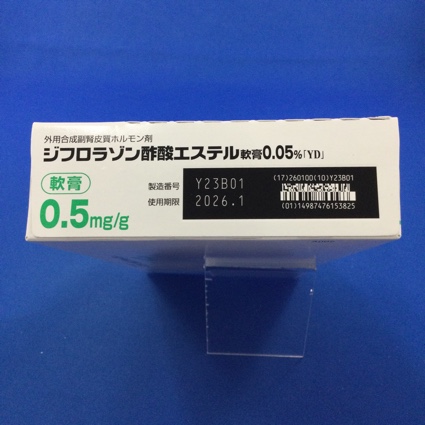 外用合成副腎皮質ホルモン剤
ジフロラゾン酢酸エステル軟膏0.05%「YD」
軟膏
0.5mg/g
製造番号 Y23B01
使用期限 2026.1
(17)260100(10)Y23B01
(01)14987476153825